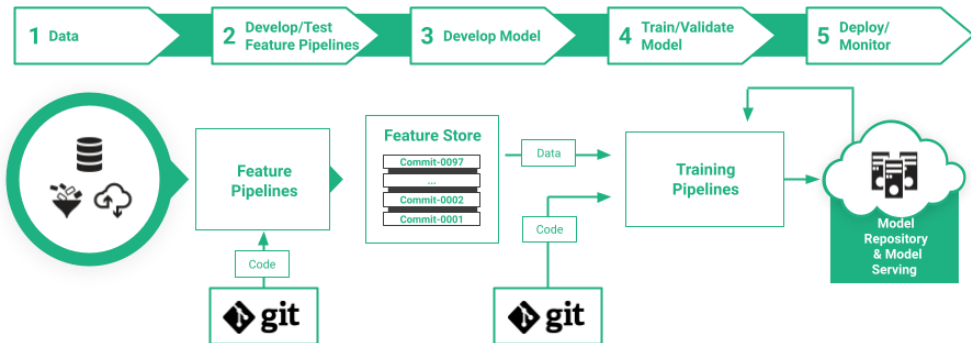 1 Data
2 Develop/Test
Feature Pipelines
3 Develop Model
4 Train/Validate
Model
5 Deploy/
Monitor
Feature
Pipelines
Feature Store
Commit-0097
...
Commit-0002
Commit-0001
Data
Code
Training
Pipelines
Model
Repository
& Model
Serving
Code
git
git